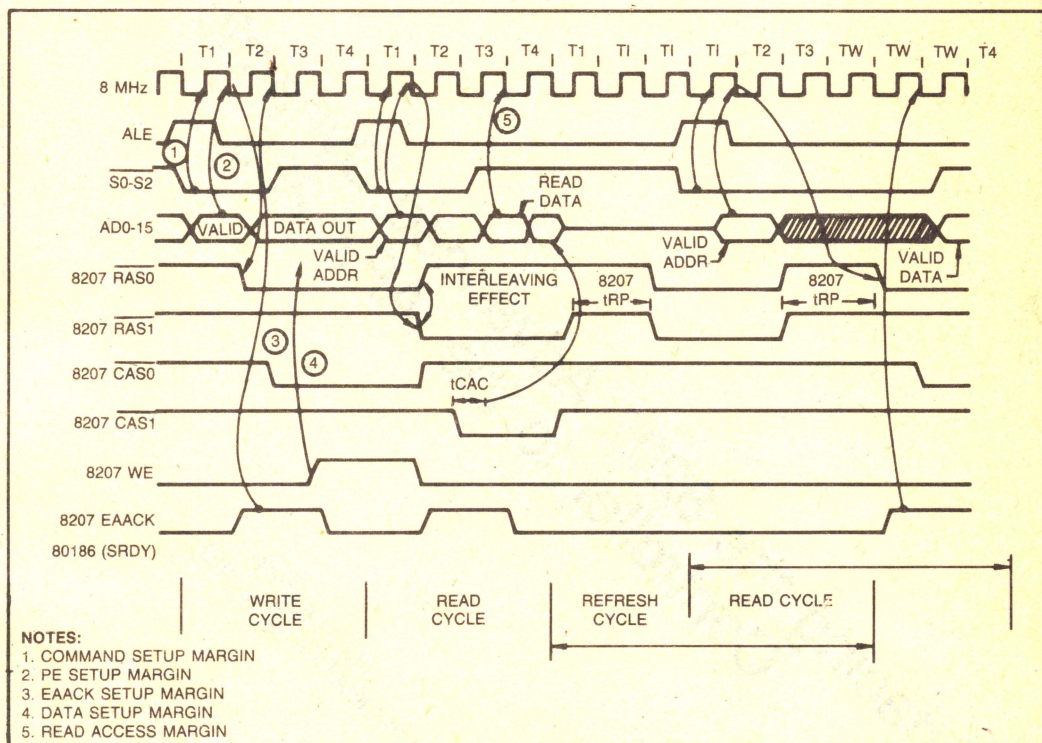 T1 T2 T3 T4 T1 T2 T3 T4 T1 TI TI TI T2 T3 TW TW TW T4
8 MHz
ALE
5
1
2
S0-S2
READ
DATA
AD0-15
VALID
DATA OUT
VALID
ADDR
VALID
ADDR
VALID
DATA
8207 RAS0
INTERLEAVING
EFFECT
8207
tRP
8207
tRP
8207 RAS1
3
4
8207 CAS0
tCAC
8207 CAS1
8207 WE
8207 EAACK
80186 (SRDY)
WRITE
CYCLE
READ
CYCLE
REFRESH
CYCLE
READ CYCLE
NOTES:
1. COMMAND SETUP MARGIN
2. PE SETUP MARGIN
3. EAACK SETUP MARGIN
4. DATA SETUP MARGIN
5. READ ACCESS MARGIN